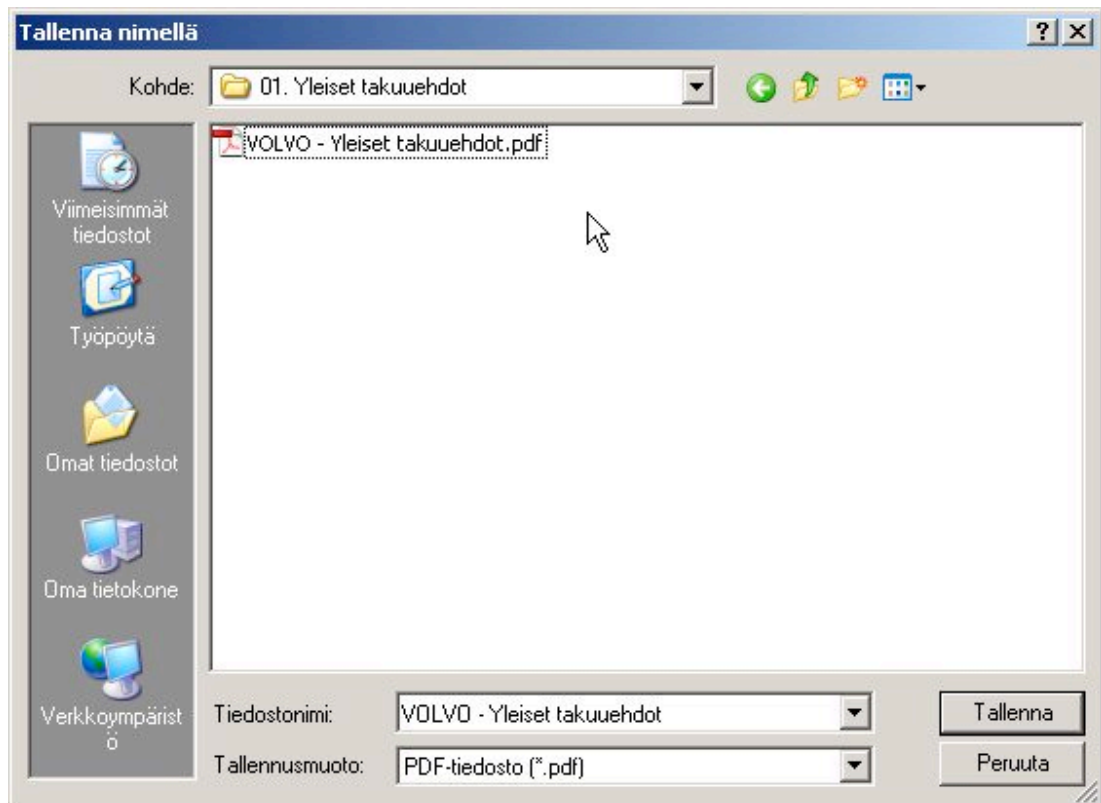 Tallenna nimellä
Kohde: 01. Yleiset takuuehdot
VOLVO - Yleiset takuuehdot.pdf
Viimeisimmät
tiedostot
Työpöytä
Omat tiedostot
Oma tietokone
Verkkoympärist
ö
Tiedostonimi: VOLVO - Yleiset takuuehdot Tallenna
Tallennusmuoto: PDF-tiedosto (*.pdf) Peruuta